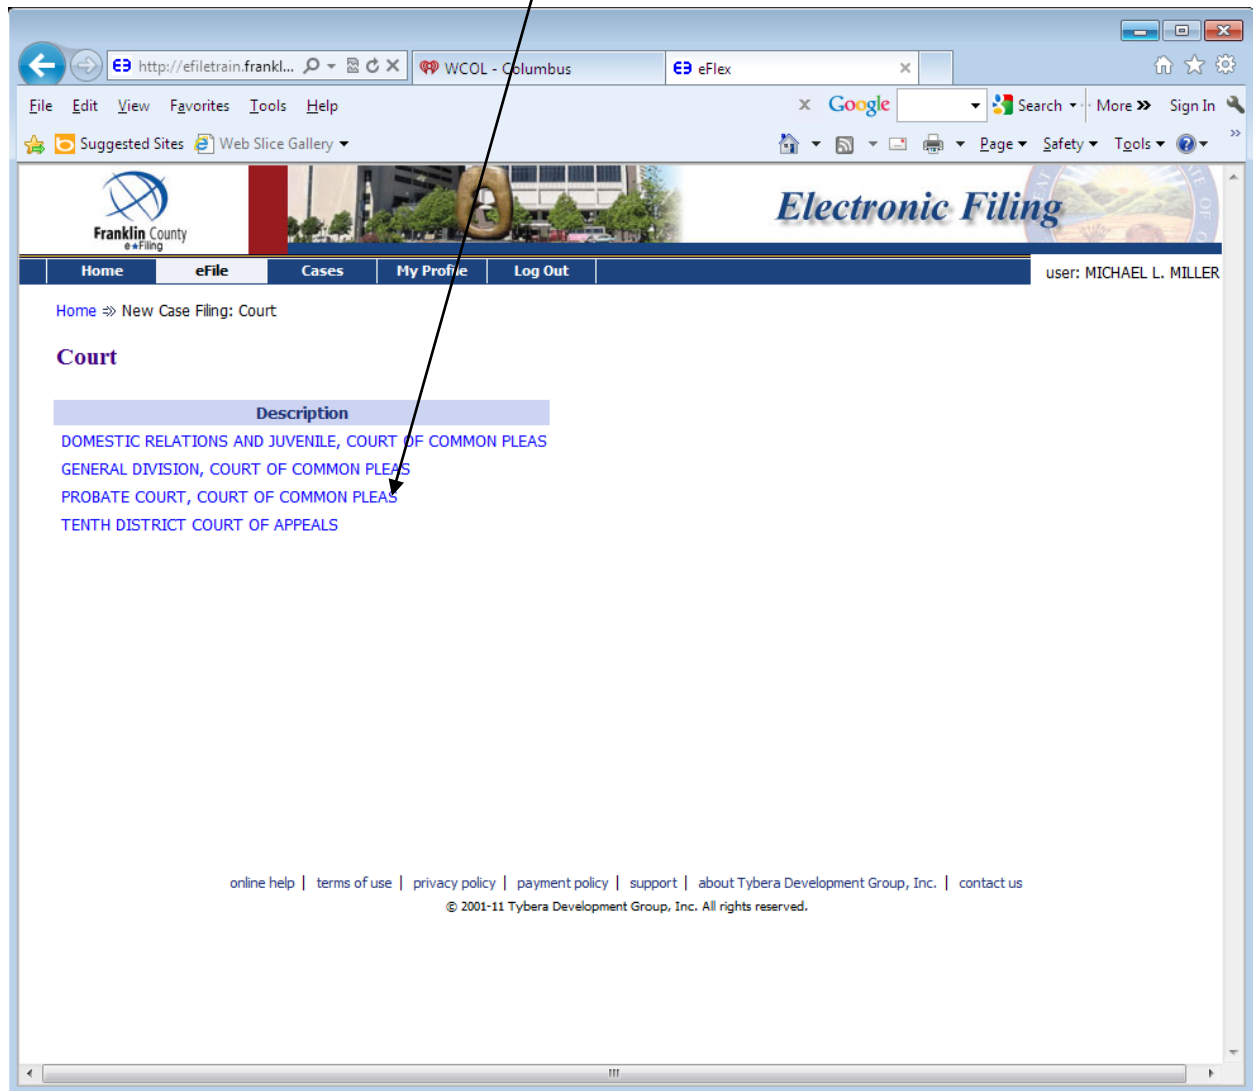 http://efiletrain.frankl...
WCOL - Columbus
eFlex
File Edit View Favorites Tools Help
x Google Search More » Sign In
Suggested Sites Web Slice Gallery
Page Safety Tools »
Franklin County
e★Filing
Electronic Filing
Home eFile Cases My Profile Log Out
user: MICHAEL L. MILLER
Home ⇒ New Case Filing: Court
Court
Description
DOMESTIC RELATIONS AND JUVENILE, COURT OF COMMON PLEAS
GENERAL DIVISION, COURT OF COMMON PLEAS
PROBATE COURT, COURT OF COMMON PLEAS
TENTH DISTRICT COURT OF APPEALS
online help | terms of use | privacy policy | payment policy | support | about Tybera Development Group, Inc. | contact us
© 2001-11 Tybera Development Group, Inc. All rights reserved.